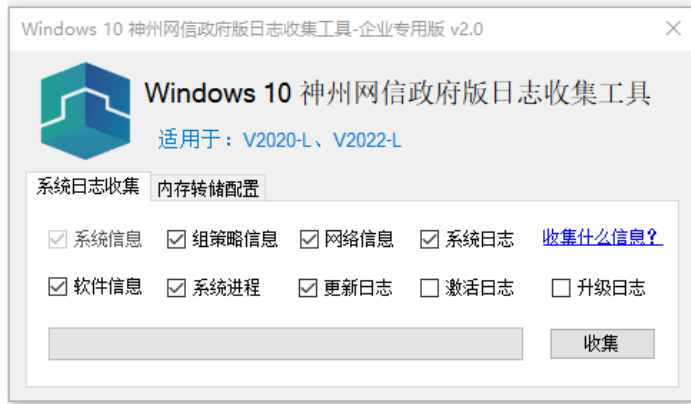 Windows 10 神州网信政府版日志收集工具-企业专用版 v2.0
Windows 10 神州网信政府版日志收集工具
适用于：V2020-L、V2022-L
系统日志收集 内存转储配置
系统信息 组策略信息 网络信息 系统日志 收集什么信息?
软件信息 系统进程 更新日志 激活日志 升级日志
收集